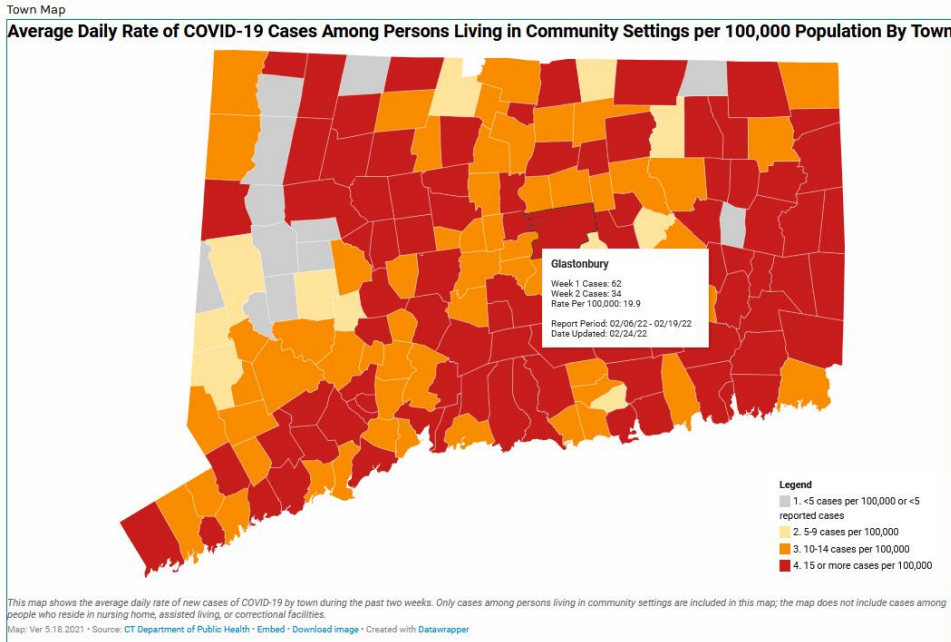 Town Map
Average Daily Rate of COVID-19 Cases Among Persons Living in Community Settings per 100,000 Population By Town
Glastonbury
Week 1 Cases: 62
Week 2 Cases: 34
Rate Per 100,000: 19.9
Report Period: 02/06/22 - 02/19/22
Date Updated: 02/24/22
Legend
1. <5 cases per 100,000 or <5
reported cases
2. 5-9 cases per 100,000
3. 10-14 cases per 100,000
4. 15 or more cases per 100,000
This map shows the average daily rate of new cases of COVID-19 by town during the past two weeks. Only cases among persons living in community settings are included in this map; the map does not include cases among
people who reside in nursing home, assisted living, or correctional facilities.
Map: Ver 5.18.2021 • Source: CT Department of Public Health • Embed • Download image • Created with Datawrapper